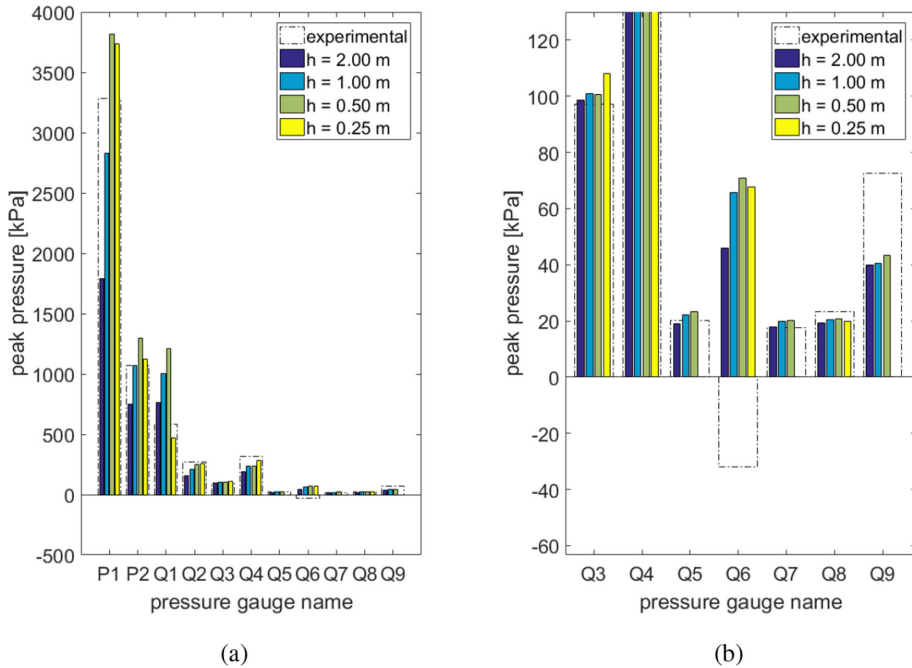 4000
3500
3000
2500
2000
1500
1000
500
0
-500
peak pressure [kPa]
experimental
h = 2.00 m
h = 1.00 m
h = 0.50 m
h = 0.25 m
P1 P2 Q1 Q2 Q3 Q4 Q5 Q6 Q7 Q8 Q9
pressure gauge name
(a)
120
100
80
60
40
20
0
-20
-40
-60
peak pressure [kPa]
experimental
h = 2.00 m
h = 1.00 m
h = 0.50 m
h = 0.25 m
Q3 Q4 Q5 Q6 Q7 Q8 Q9
pressure gauge name
(b)